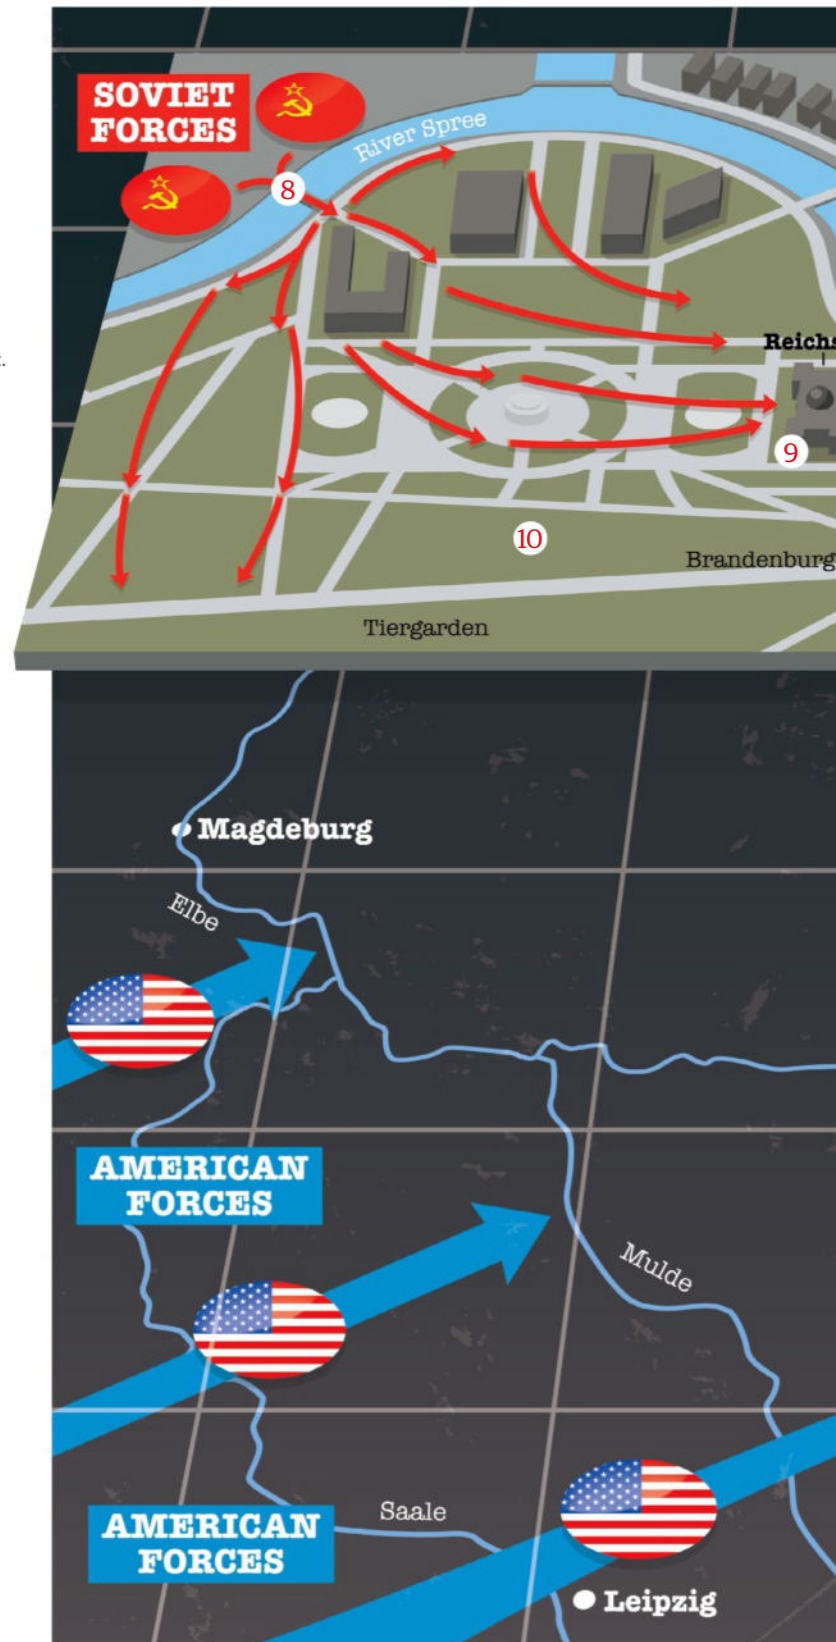 SOVIET
FORCES
River Spree
8
Reichs
9
10
Brandenburg
Tiergarden
Magdeburg
Elbe
AMERICAN
FORCES
Mulde
AMERICAN
FORCES
Saale
Leipzig